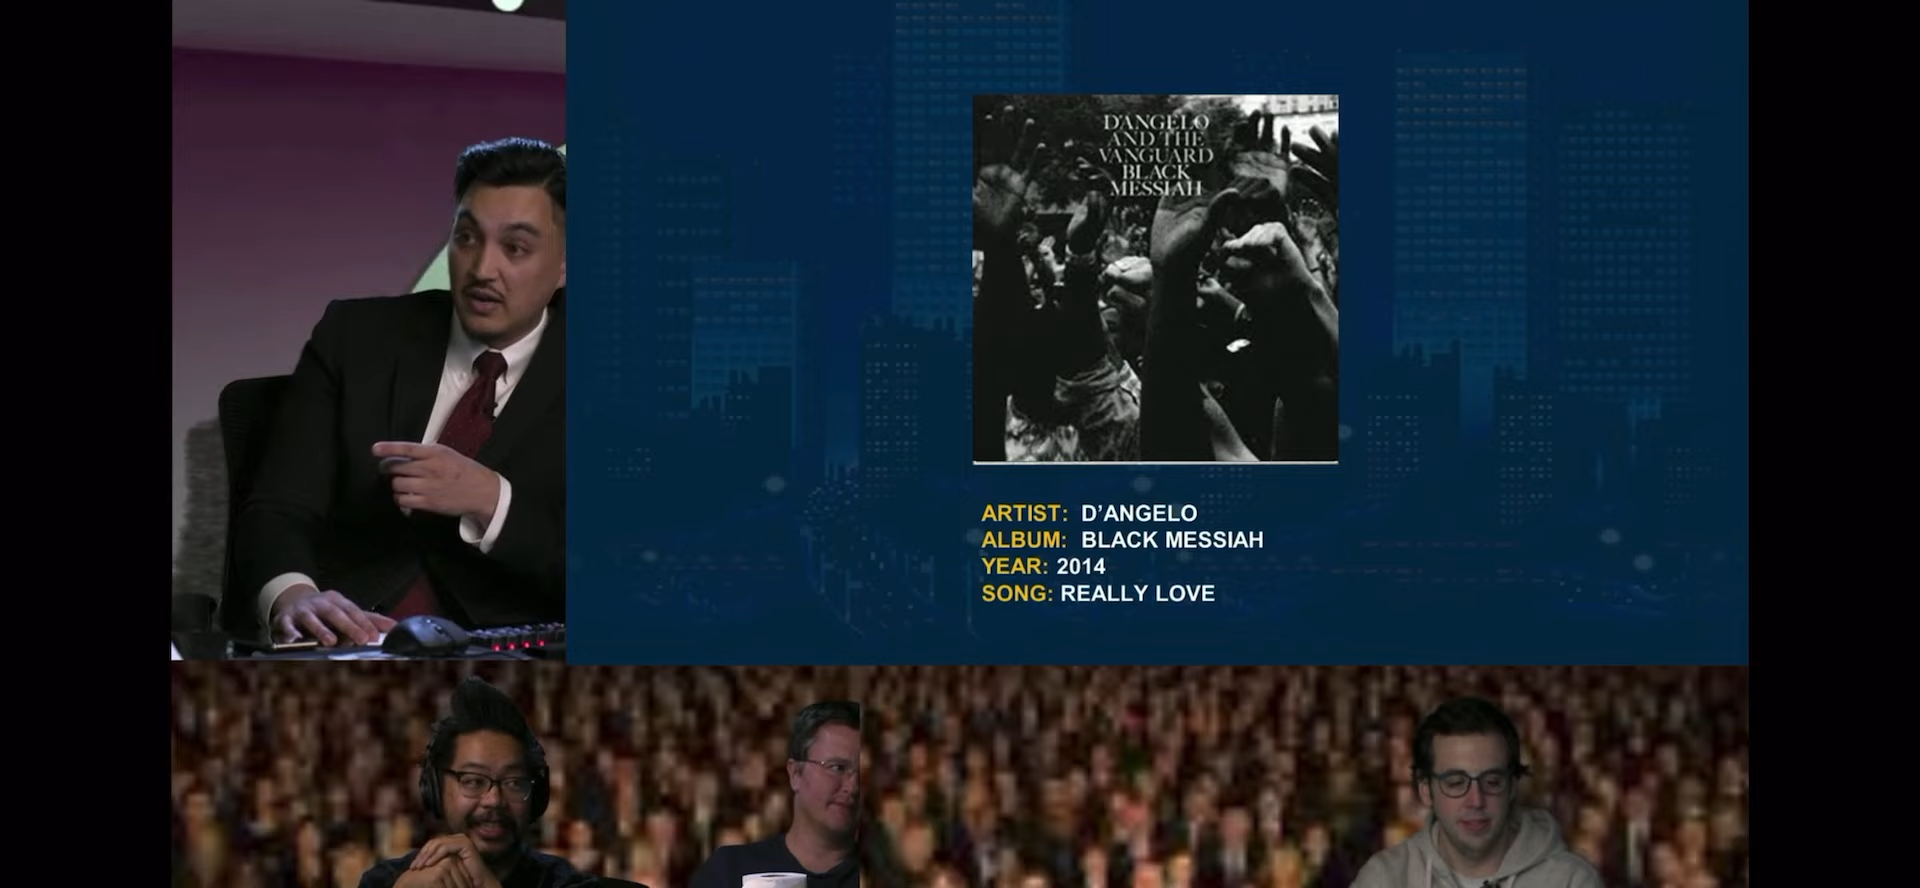 D'ANGELO
AND THE
VANGUARD
BLACK
MESSIAH
ARTIST: D’ANGELO
ALBUM: BLACK MESSIAH
YEAR: 2014
SONG: REALLY LOVE